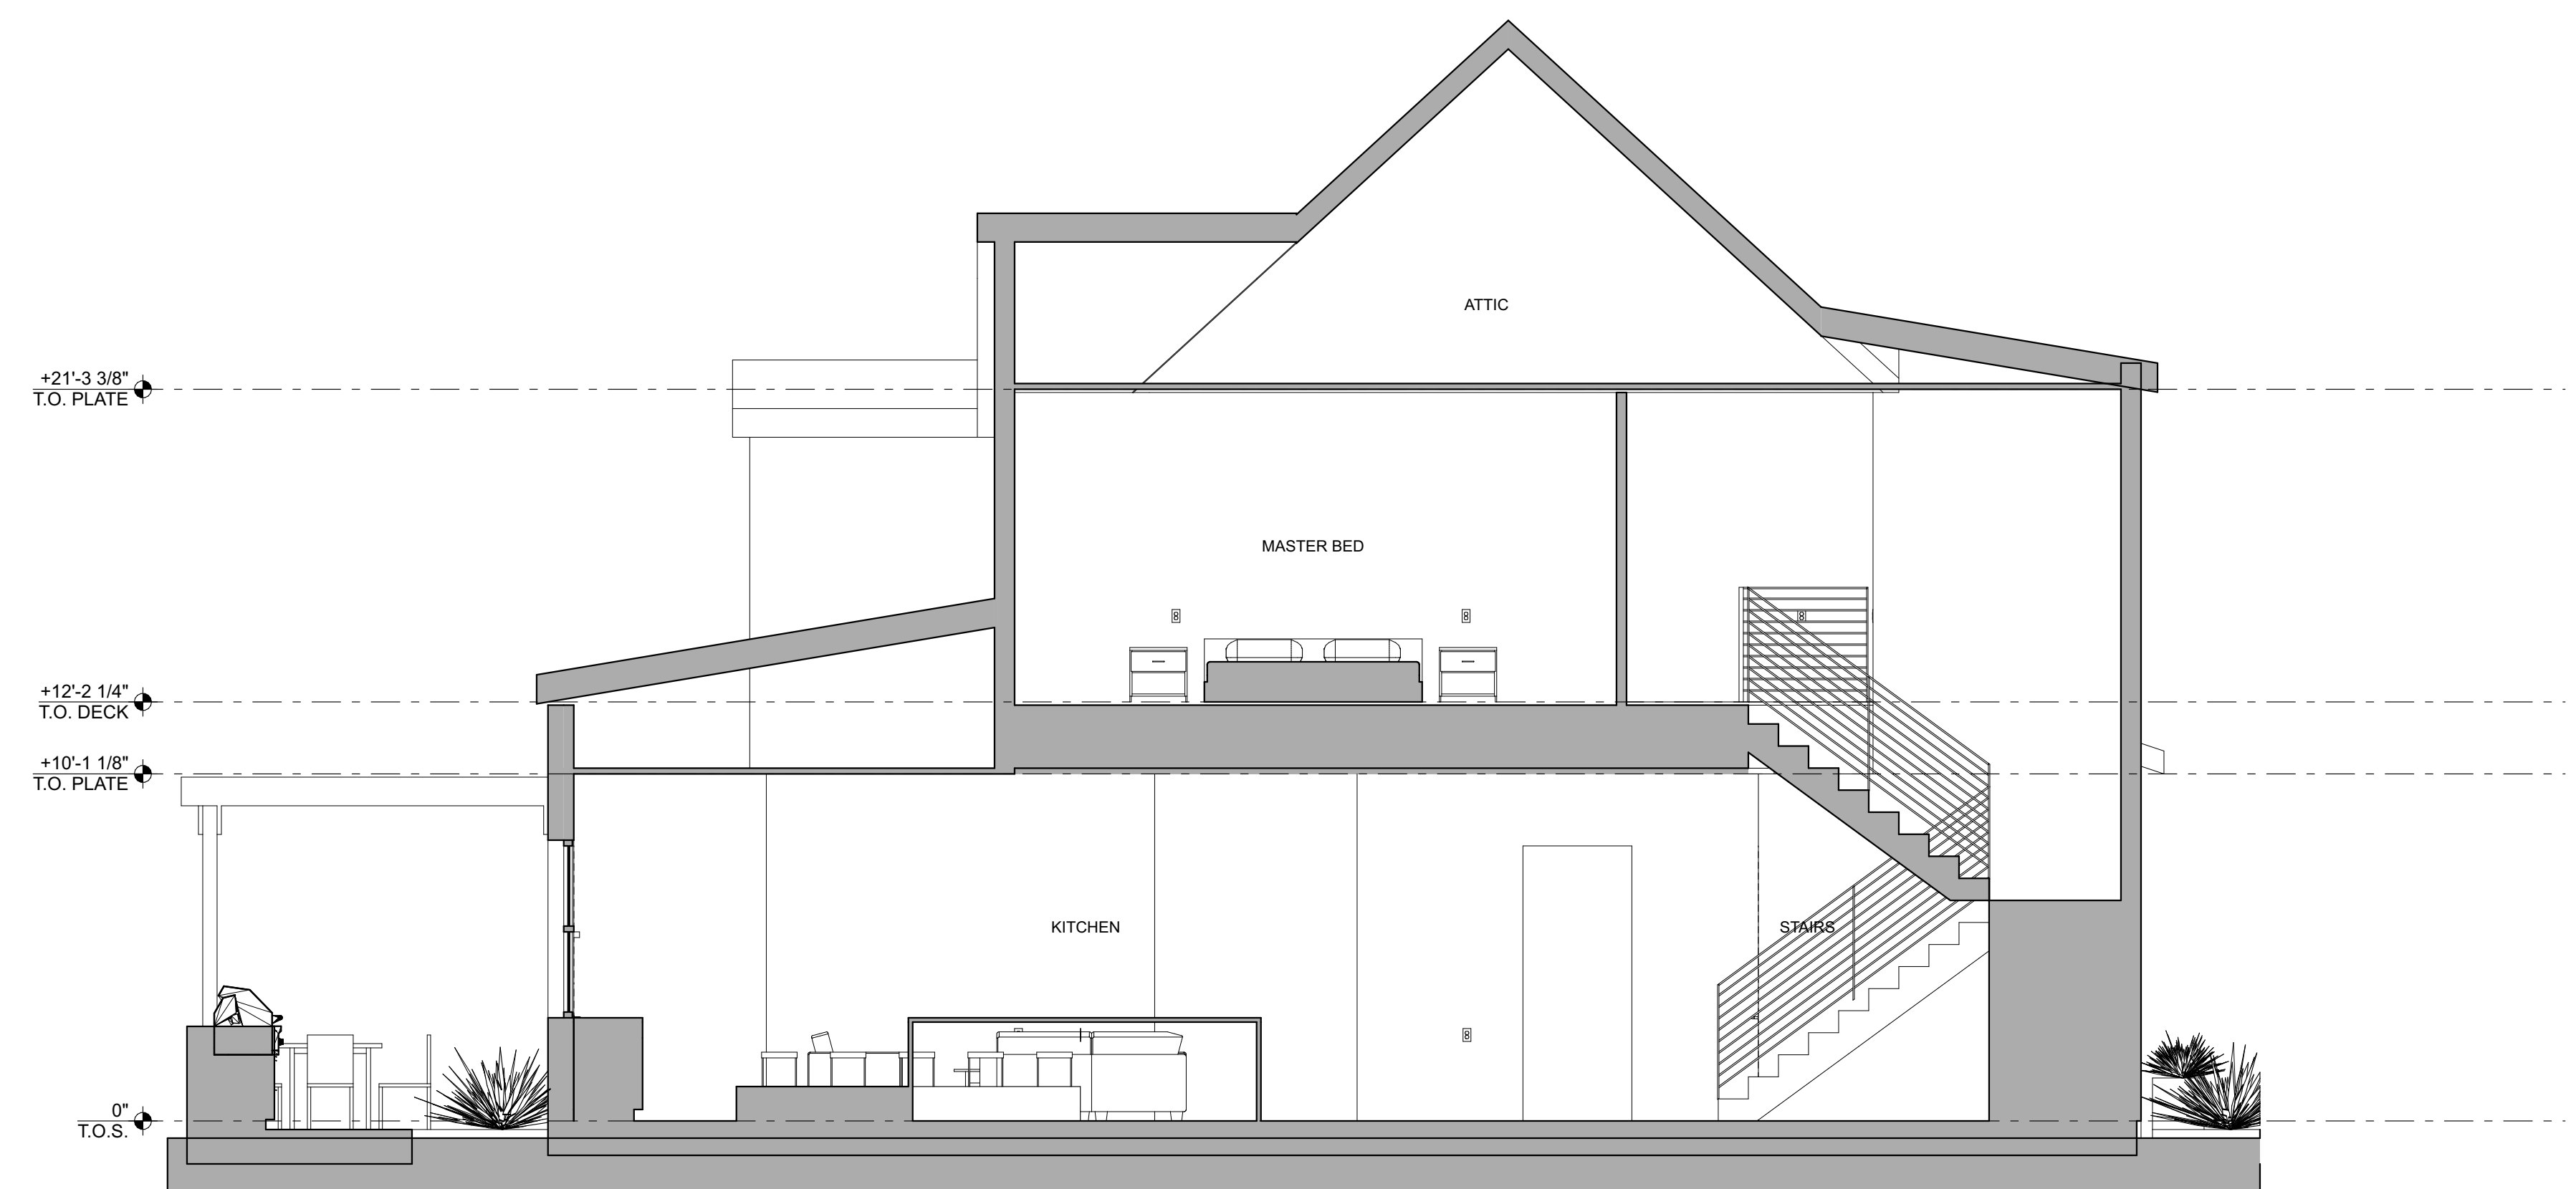 ATTIC
+21'-3 3/8"
T.O. PLATE
MASTER BED
+12'-2 1/4"
T.O. DECK
+10'-1 1/8"
T.O. PLATE
KITCHEN
STAIRS
0"
T.O.S.